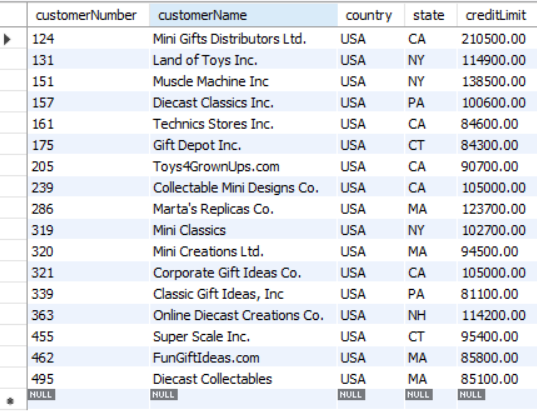 customerNumber customerName country state creditLimit
124 Mini Gifts Distributors Ltd. USA CA 210500.00
131 Land of Toys Inc. USA NY 114900.00
151 Muscle Machine Inc USA NY 138500.00
157 Diecast Classics Inc. USA PA 100600.00
161 Technics Stores Inc. USA CA 84600.00
175 Gift Depot Inc. USA CT 84300.00
205 Toys4GrownUps.com USA CA 90700.00
239 Collectable Mini Designs Co. USA CA 105000.00
286 Marta's Replicas Co. USA MA 123700.00
319 Mini Classics USA NY 102700.00
320 Mini Creations Ltd. USA MA 94500.00
321 Corporate Gift Ideas Co. USA CA 105000.00
339 Classic Gift Ideas, Inc USA PA 81100.00
363 Online Diecast Creations Co. USA NH 114200.00
455 Super Scale Inc. USA CT 95400.00
462 FunGiftIdeas.com USA MA 85800.00
495 Diecast Collectables USA MA 85100.00
NULL NULL NULL NULL NULL